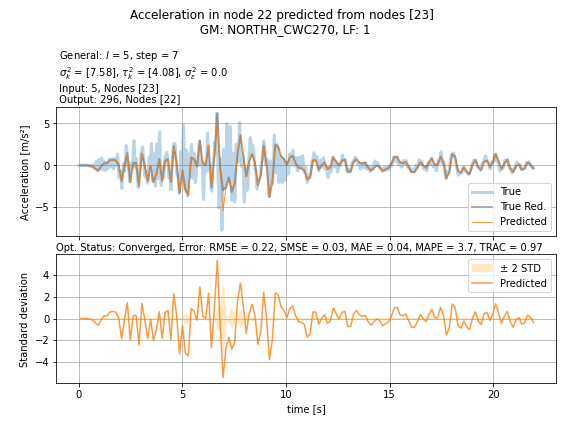 Acceleration in node 22 predicted from nodes [23]
GM: NORTHR_CWC270, LF: 1
General: l = 5, step = 7
σ²ₖ = [7.58], τ²ₖ = [4.08], σ²ε = 0.0
Input: 5, Nodes [23]
Output: 296, Nodes [22]
Acceleration [m/s²]
5
0
−5
True
True Red.
Predicted
Opt. Status: Converged, Error: RMSE = 0.22, SMSE = 0.03, MAE = 0.04, MAPE = 3.7, TRAC = 0.97
Standard deviation
4
2
0
−2
−4
± 2 STD
Predicted
0 5 10 15 20
time [s]